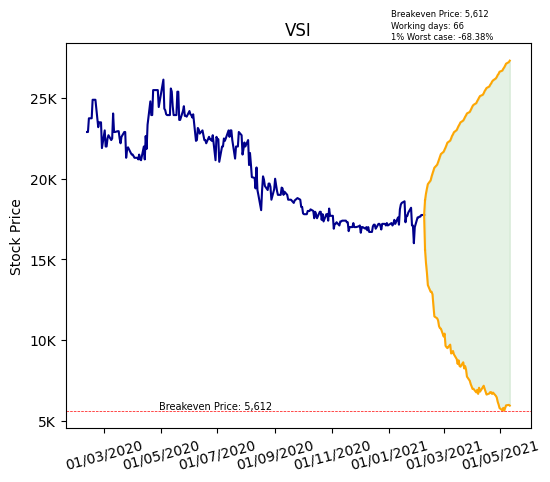 Breakeven Price: 5,612
Working days: 66
1% Worst case: -68.38%
VSI
Stock Price
25K
20K
15K
10K
5K
Breakeven Price: 5,612
01/03/2020 01/05/2020 01/07/2020 01/09/2020 01/11/2020 01/01/2021 01/03/2021 01/05/2021